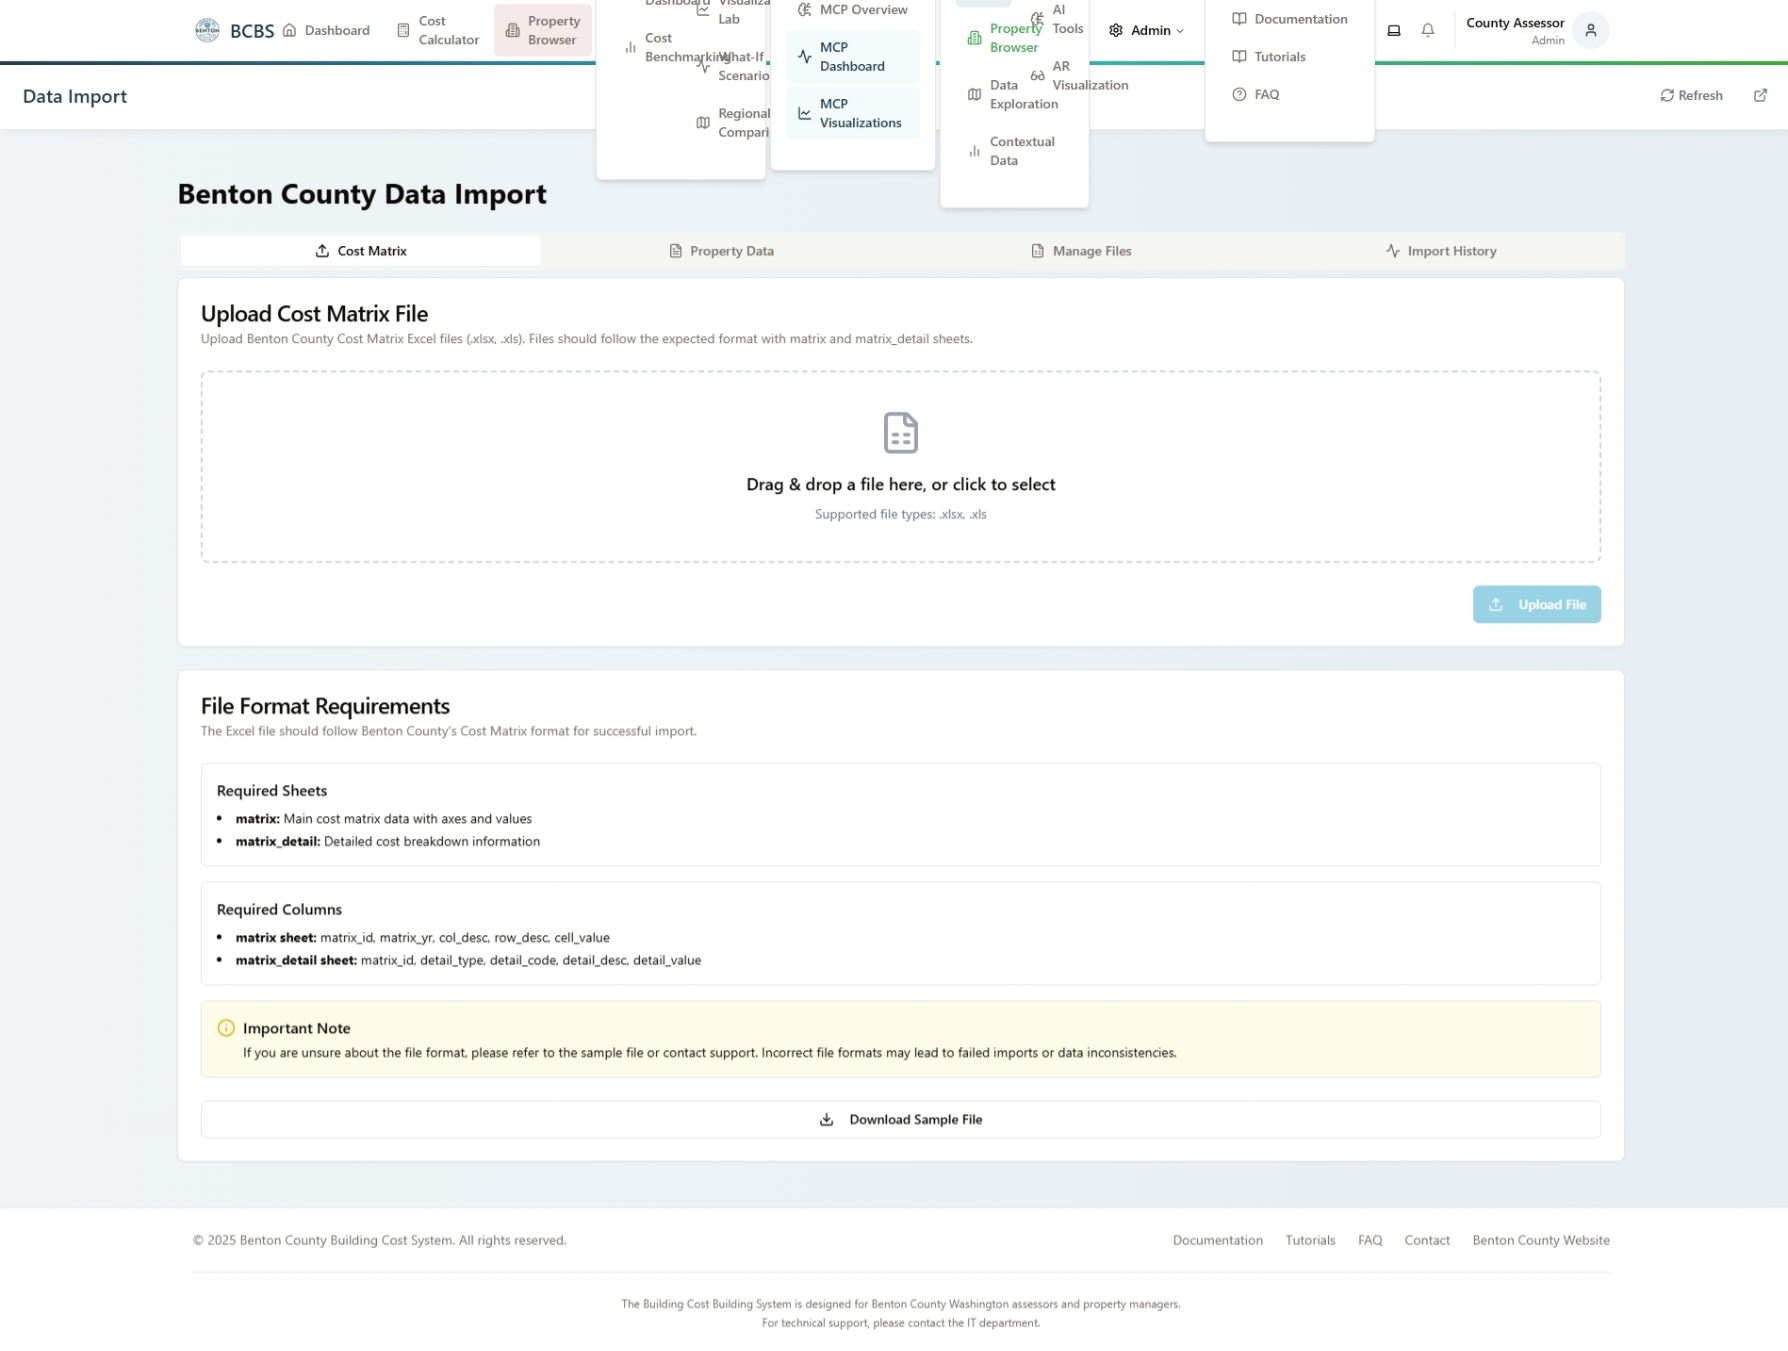 BCBS
Dashboard
Cost
Calculator
Property
Browser
Dashboard
Cost
Benchmarking
Lab
What-If
Scenario
Regional
MCP Overview
MCP
Dashboard
MCP
Visualizations
Property
Browser
Data
Exploration
Contextual
Data
AI
Tools
AR
Visualization
Admin
Documentation
Tutorials
FAQ
County Assessor
Admin
Data Import
Refresh
Benton County Data Import
Cost Matrix
Property Data
Manage Files
Import History
Upload Cost Matrix File
Upload Benton County Cost Matrix Excel files (.xlsx, .xls). Files should follow the expected format with matrix and matrix_detail sheets.
Drag & drop a file here, or click to select
Supported file types: .xlsx, .xls
Upload File
File Format Requirements
The Excel file should follow Benton County's Cost Matrix format for successful import.
Required Sheets
• matrix: Main cost matrix data with axes and values
• matrix_detail: Detailed cost breakdown information
Required Columns
• matrix sheet: matrix_id, matrix_yr, col_desc, row_desc, cell_value
• matrix_detail sheet: matrix_id, detail_type, detail_code, detail_desc, detail_value
Important Note
If you are unsure about the file format, please refer to the sample file or contact support. Incorrect file formats may lead to failed imports or data inconsistencies.
Download Sample File
© 2025 Benton County Building Cost System. All rights reserved.
Documentation
Tutorials
FAQ
Contact
Benton County Website
The Building Cost Building System is designed for Benton County Washington assessors and property managers.
For technical support, please contact the IT department.